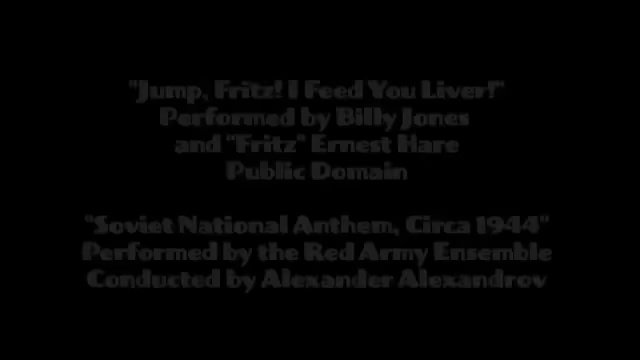 "Jump, Fritz! I Feed You Liver!"
Performed by Billy Jones
and "Fritz" Ernest Hare
Public Domain
"Soviet National Anthem, Circa 1944"
Performed by the Red Army Ensemble
Conducted by Alexander Alexandrov